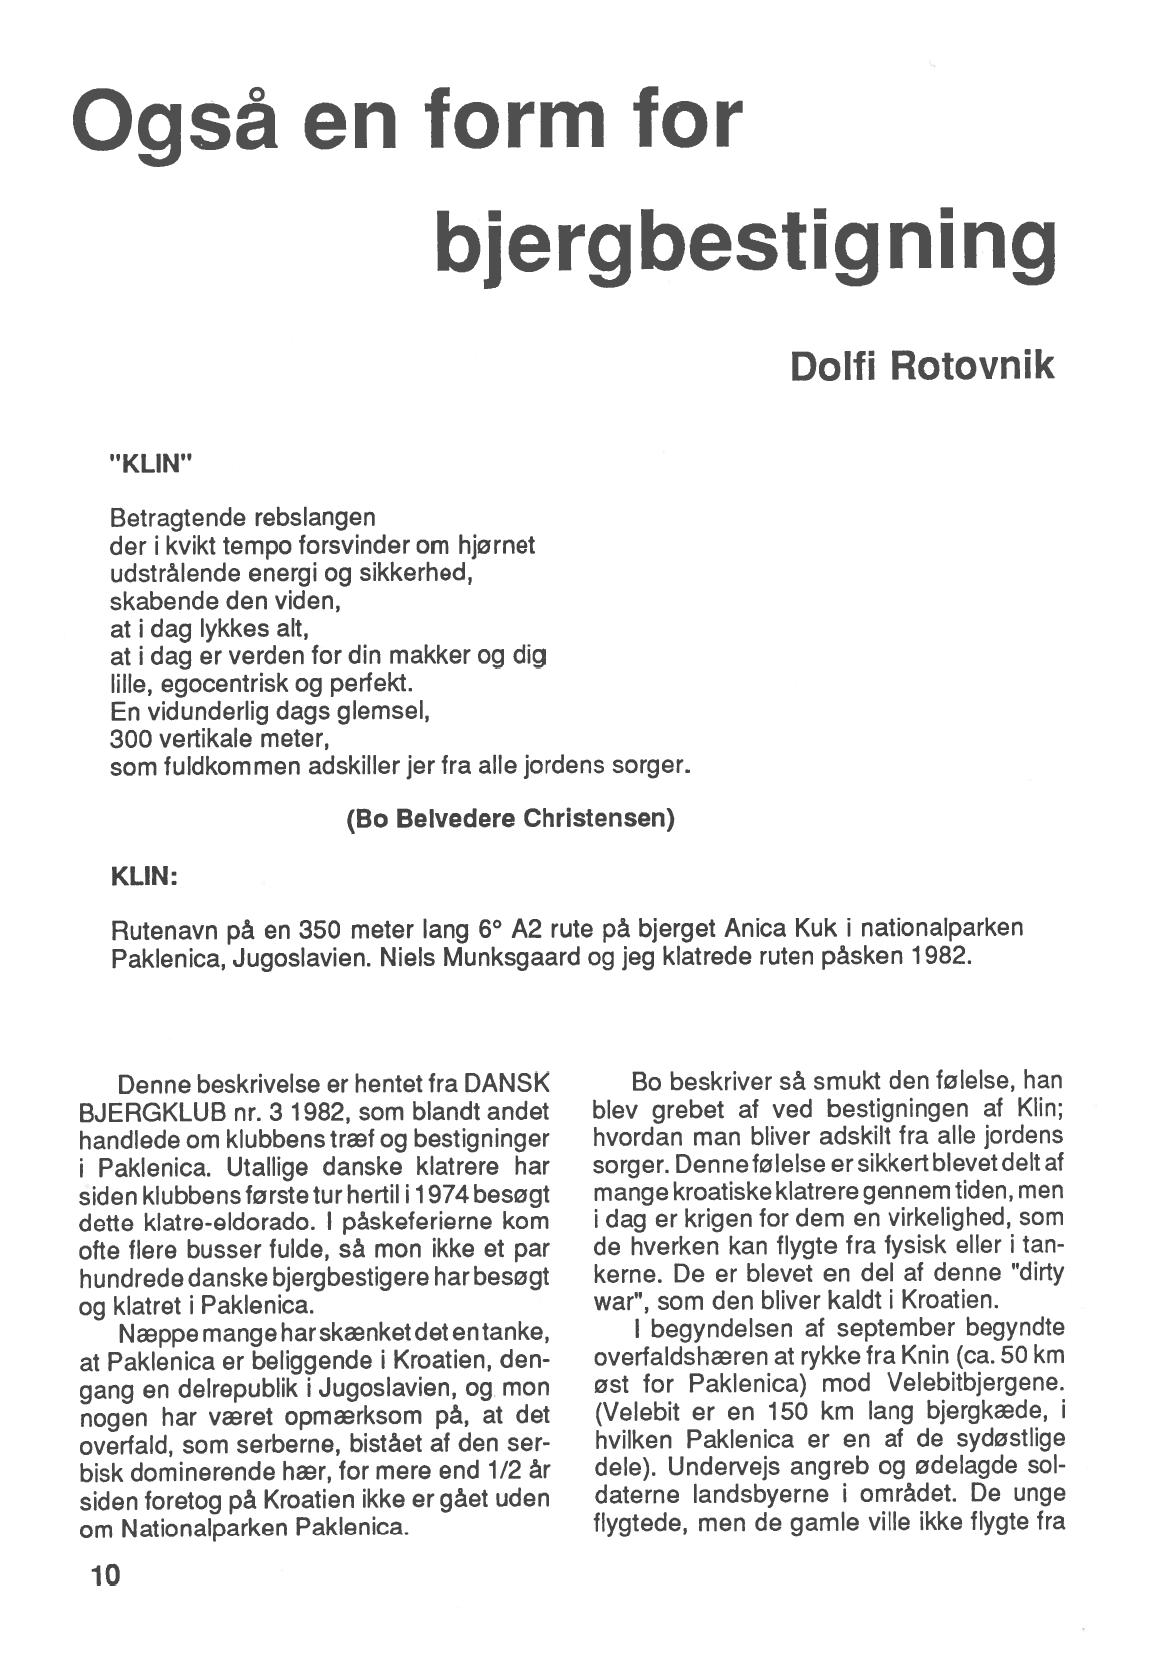 Også en form for
bjergbestigning
Dolfi Rotovnik
"KLIN"
Betragtende rebslangen
der i kvikt tempo forsvinder om hjørnet
udstrålende energi og sikkerhed,
skabende den viden,
at i dag lykkes alt,
at i dag er verden for din makker og dig
lille, egocentrisk og perfekt.
En vidunderlig dags glemsel,
300 vertikale meter,
som fuldkommen adskiller jer fra alle jordens sorger.
(Bo Belvedere Christensen)
KLIN:
Rutenavn på en 350 meter lang 6° A2 rute på bjerget Anica Kuk i nationalparken
Paklenica, Jugoslavien. Niels Munksgaard og jeg klatrede ruten påsken 1982.
Denne beskrivelse er hentet fra DANSK
BJERGKLUB nr. 3 1982, som blandt andet
handlede om klubbens træf og bestigninger
i Paklenica. Utallige danske klatrere har
siden klubbens første tur hertil i 1974 besøgt
dette klatre-eldorado. I påskeferierne kom
ofte flere busser fulde, så mon ikke et par
hundrede danske bjergbestigere har besøgt
og klatret i Paklenica.
Næppe mange har skænket det en tanke,
at Paklenica er beliggende i Kroatien, den-
gang en delrepublik i Jugoslavien, og mon
nogen har været opmærksom på, at det
overfald, som serberne, bistået af den ser-
bisk dominerende hær, for mere end 1/2 år
siden foretog på Kroatien ikke er gået uden
om Nationalparken Paklenica.
Bo beskriver så smukt den følelse, han
blev grebet af ved bestigningen af Klin;
hvordan man bliver adskilt fra alle jordens
sorger. Denne følelse er sikkert blevet delt af
mange kroatiske klatrere gennem tiden, men
i dag er krigen for dem en virkelighed, som
de hverken kan flygte fra fysisk eller i tan-
kerne. De er blevet en del af denne "dirty
war", som den bliver kaldt i Kroatien.
I begyndelsen af september begyndte
overfaldshæren at rykke fra Knin (ca. 50 km
øst for Paklenica) mod Velebitbjergene.
(Velebit er en 150 km lang bjergkæde, i
hvilken Paklenica er en af de sydøstlige
dele). Undervejs angreb og ødelagde sol-
daterne landsbyerne i området. De unge
flygtede, men de gamle ville ikke flygte fra
10